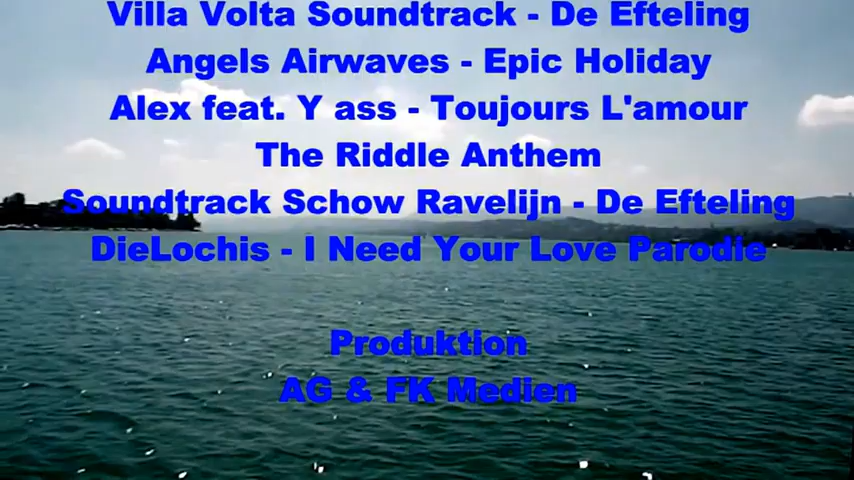 Villa Volta Soundtrack - De Efteling
Angels Airwaves - Epic Holiday
Alex feat. Y ass - Toujours L'amour
The Riddle Anthem
Soundtrack Schow Ravelijn - De Efteling
DieLochis - I Need Your Love Parodie
Produktion
AG & FK Medien